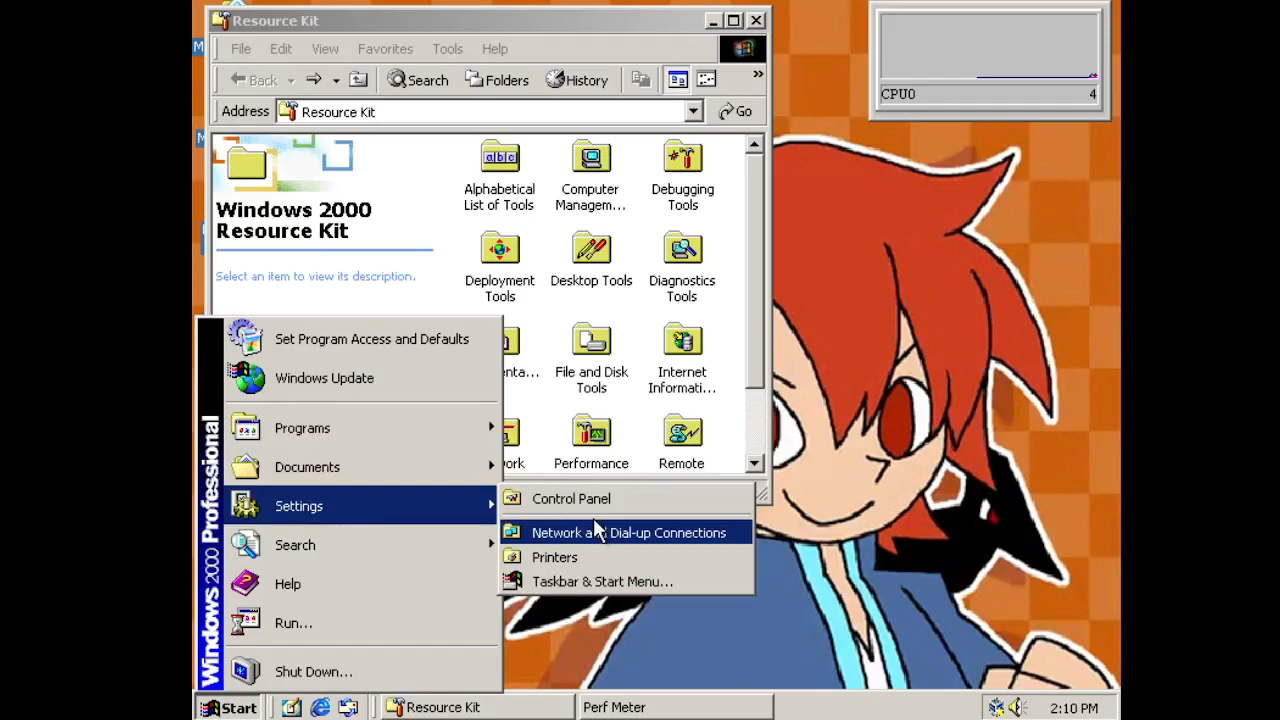 Resource Kit
File Edit View Favorites Tools Help
Back Search Folders History »
Address Resource Kit Go
CPU0 4
Windows 2000
Resource Kit
Select an item to view its description.
abc
Alphabetical
List of Tools
Computer
Managem...
Debugging
Tools
Deployment
Tools
Desktop Tools
Diagnostics
Tools
File and Disk
Tools
Internet
Informati...
Performance
Remote
Windows 2000 Professional
Set Program Access and Defaults
Windows Update
Programs
Documents
Settings
Search
Help
Run...
Shut Down...
Control Panel
Network Dial-up Connections
Printers
Taskbar & Start Menu...
Start Resource Kit Perf Meter 2:10 PM